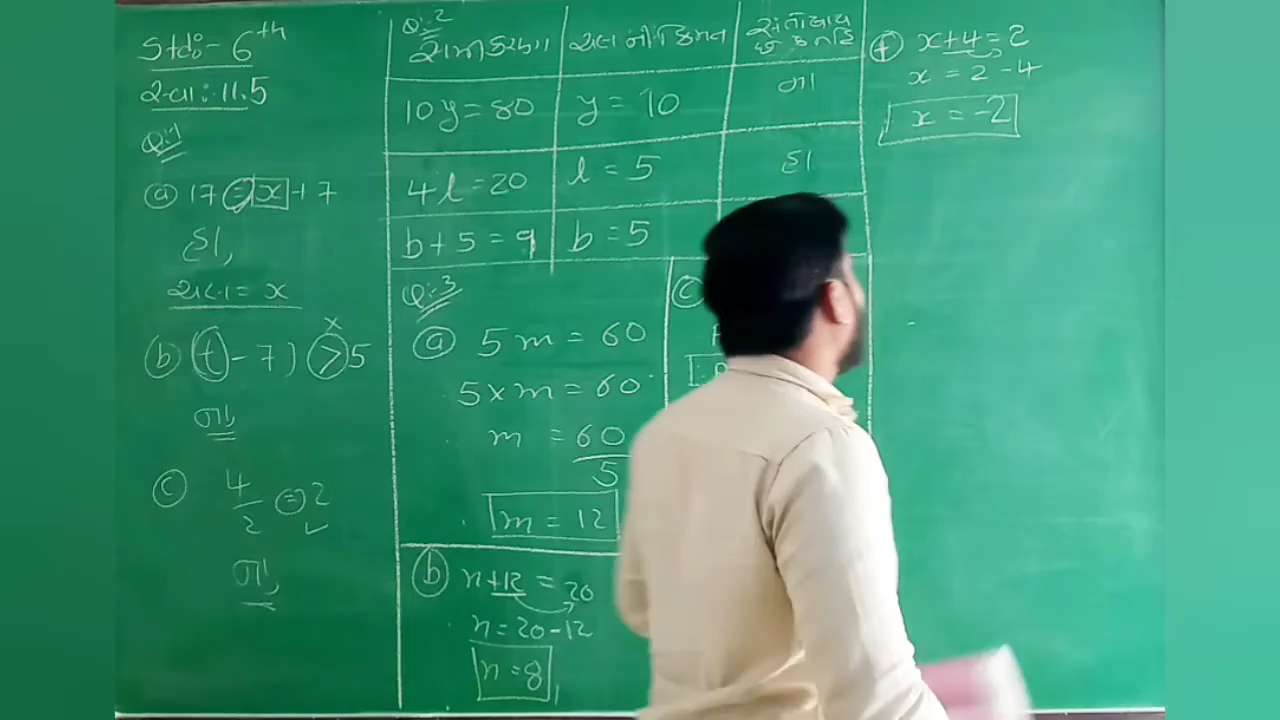 Std:- 6th
સ્વા:-11.5
Q:-1
(a) 17 = x + 7
હા,
ચલ = x
(b) (t - 7) > 5
x
ના,
(c) 4/2 = 2
ના,
Q:-2
સમીકરણ ચલ ની કિંમત સંતોષાય છે કે નહિ
10y = 80 y = 10 ના
4l = 20 l = 5 હા
b + 5 = 9 b = 5
Q:-3
(a) 5m = 60
5 x m = 60
m = 60/5
m = 12
(b) n + 12 = 20
n = 20 - 12
n = 8,
(c)
(f) x + 4 = 2
x = 2 - 4
x = -2